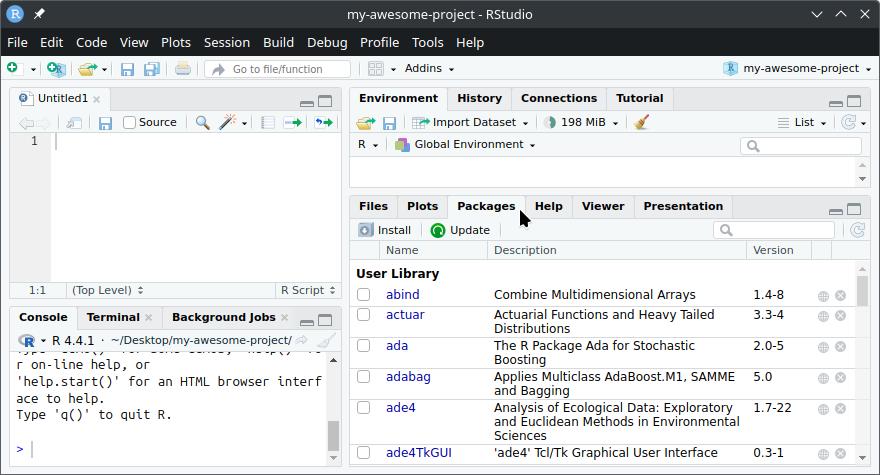 my-awesome-project - RStudio
File Edit Code View Plots Session Build Debug Profile Tools Help
Go to file/function Addins my-awesome-project
Untitled1
Source
1
1:1 (Top Level) R Script
Console Terminal Background Jobs
R 4.4.1 · ~/Desktop/my-awesome-project/
r on-line help, or
'help.start()' for an HTML browser interf
ace to help.
Type 'q()' to quit R.
>
Environment History Connections Tutorial
Import Dataset 198 MiB List
R Global Environment
Files Plots Packages Help Viewer Presentation
Install Update
Name Description Version
User Library
abind Combine Multidimensional Arrays 1.4-8
actuar Actuarial Functions and Heavy Tailed 3.3-4
Distributions
ada The R Package Ada for Stochastic 2.0-5
Boosting
adabag Applies Multiclass AdaBoost.M1, SAMME 5.0
and Bagging
ade4 Analysis of Ecological Data: Exploratory 1.7-22
and Euclidean Methods in Environmental
Sciences
ade4TkGUI 'ade4' Tcl/Tk Graphical User Interface 0.3-1